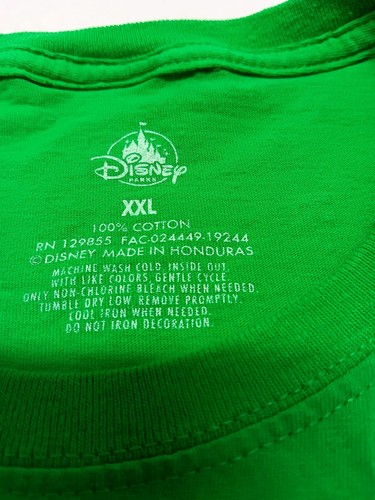 Disney
PARKS
XXL
100% COTTON
RN 129855 FAC-024449-19244
©DISNEY MADE IN HONDURAS
MACHINE WASH COLD, INSIDE OUT,
WITH LIKE COLORS, GENTLE CYCLE.
ONLY NON-CHLORINE BLEACH WHEN NEEDED.
TUMBLE DRY LOW. REMOVE PROMPTLY.
COOL IRON WHEN NEEDED.
DO NOT IRON DECORATION.